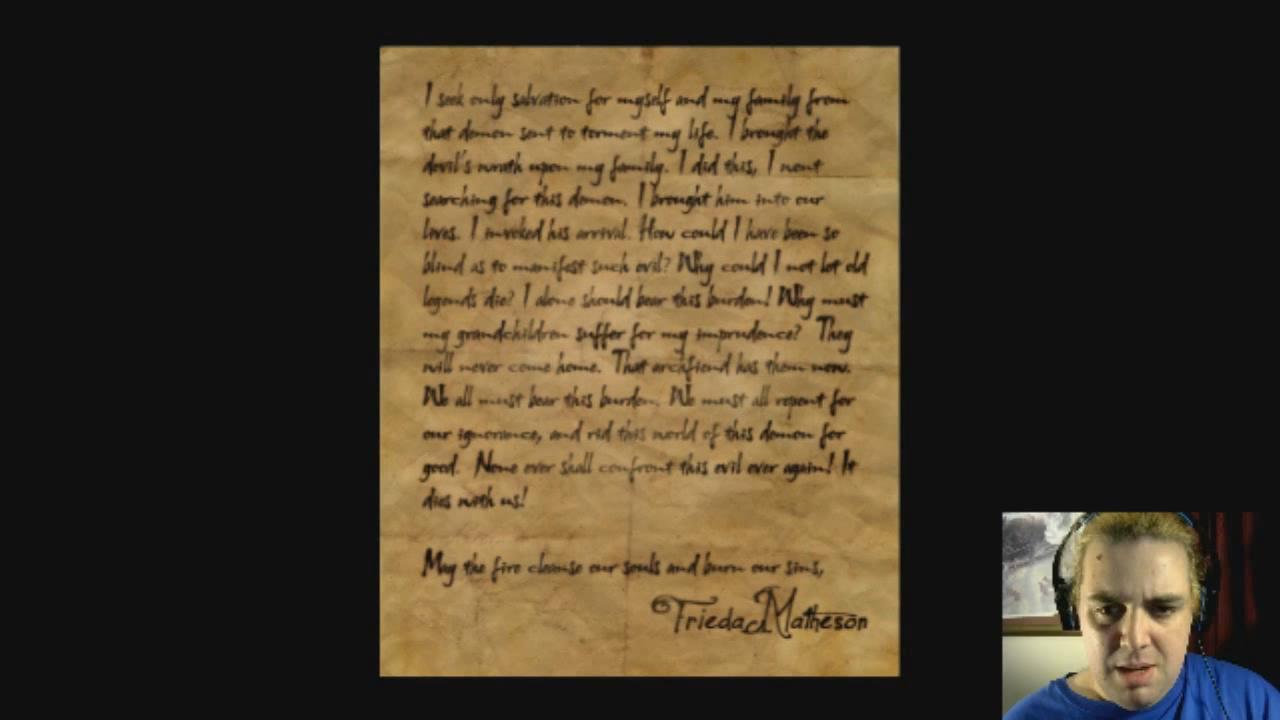 I seek only salvation for myself and my family from
that demon sent to torment my life. I brought the
devil's wrath upon my family. I did this, I went
searching for this demon. I brought him into our
lives. I invoked his arrival. How could I have been so
blind as to manifest such evil? Why could I not let old
legends die? I alone should bear this burden! Why must
my grandchildren suffer for my imprudence? They
will never come home. That archfiend has them now.
We all must bear this burden. We must all repent for
our ignorance, and rid this world of this demon for
good. None ever shall confront this evil ever again! It
dies with us!
May the fire cleanse our souls and burn our sins,
Frieda Matheson